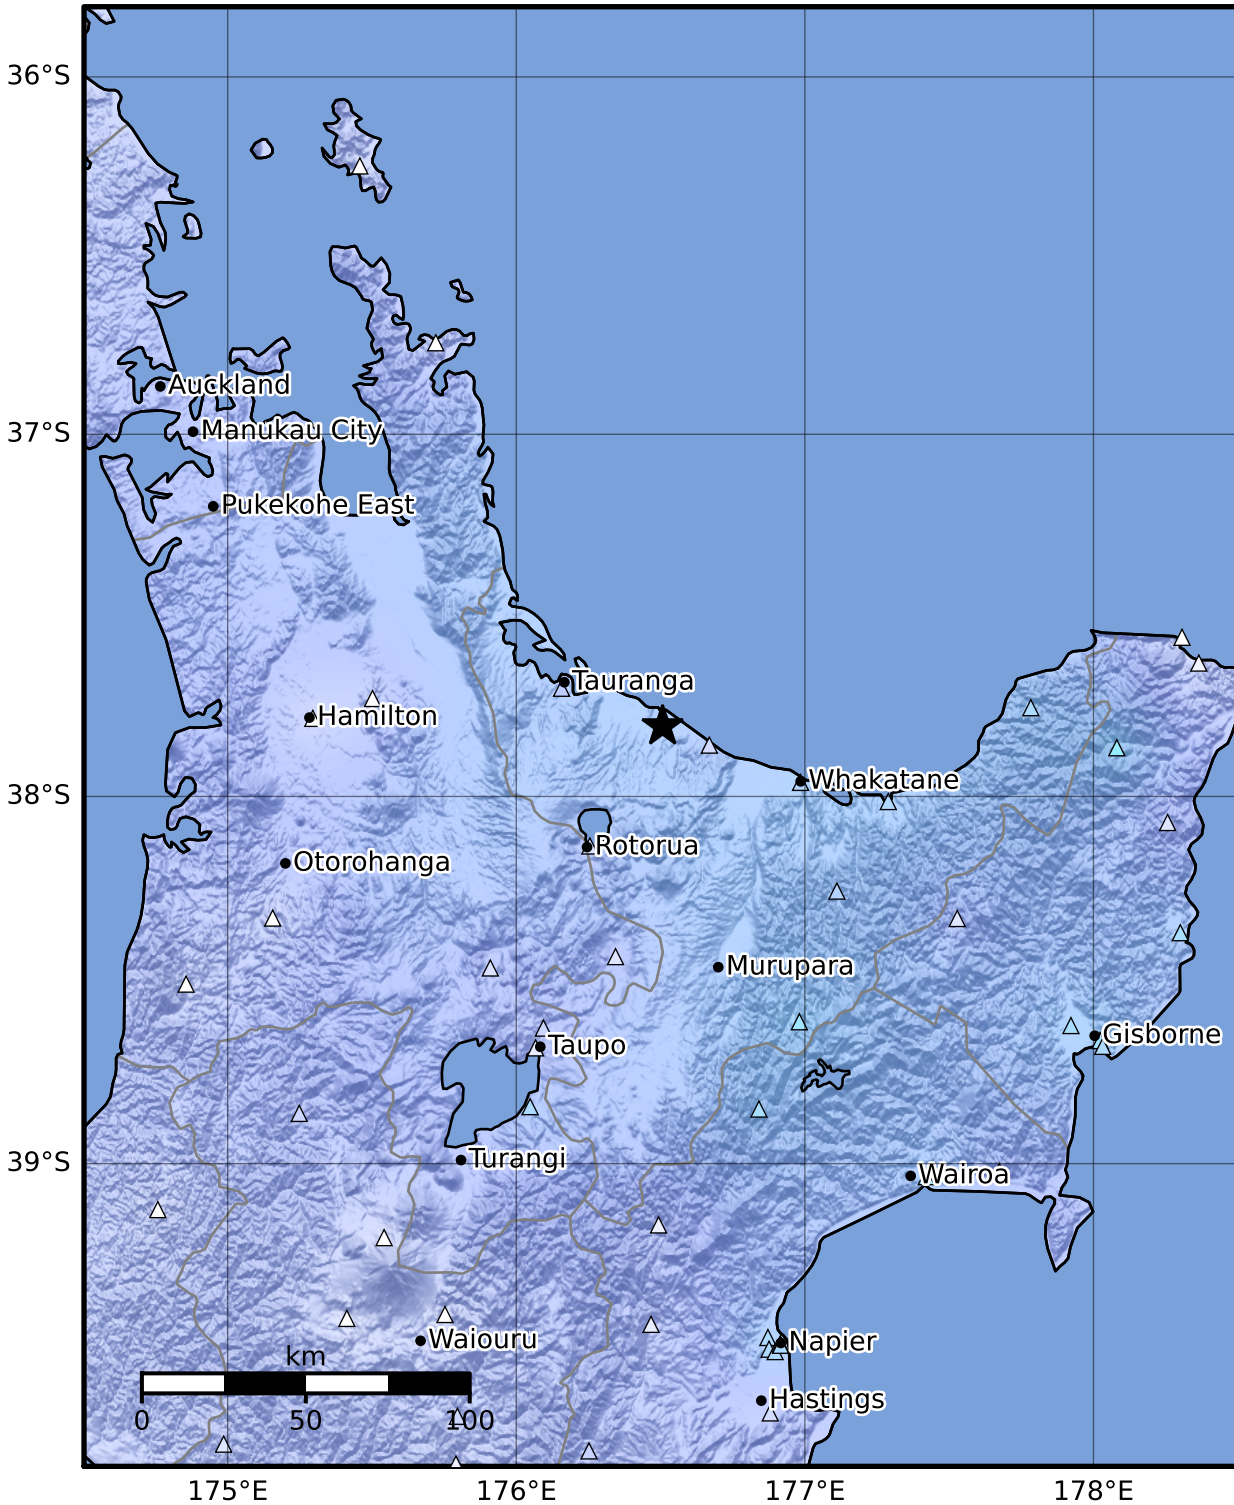 36°S
Auckland
37°S
Manukau City
Pukekohe East
Tauranga
Hamilton
Whakatane
38°S
Rotorua
Otorohanga
Murupara
Gisborne
Taupo
39°S
Turangi
Wairoa
Waiouru
Napier
km
Hastings
0 50 100
175°E 176°E 177°E 178°E